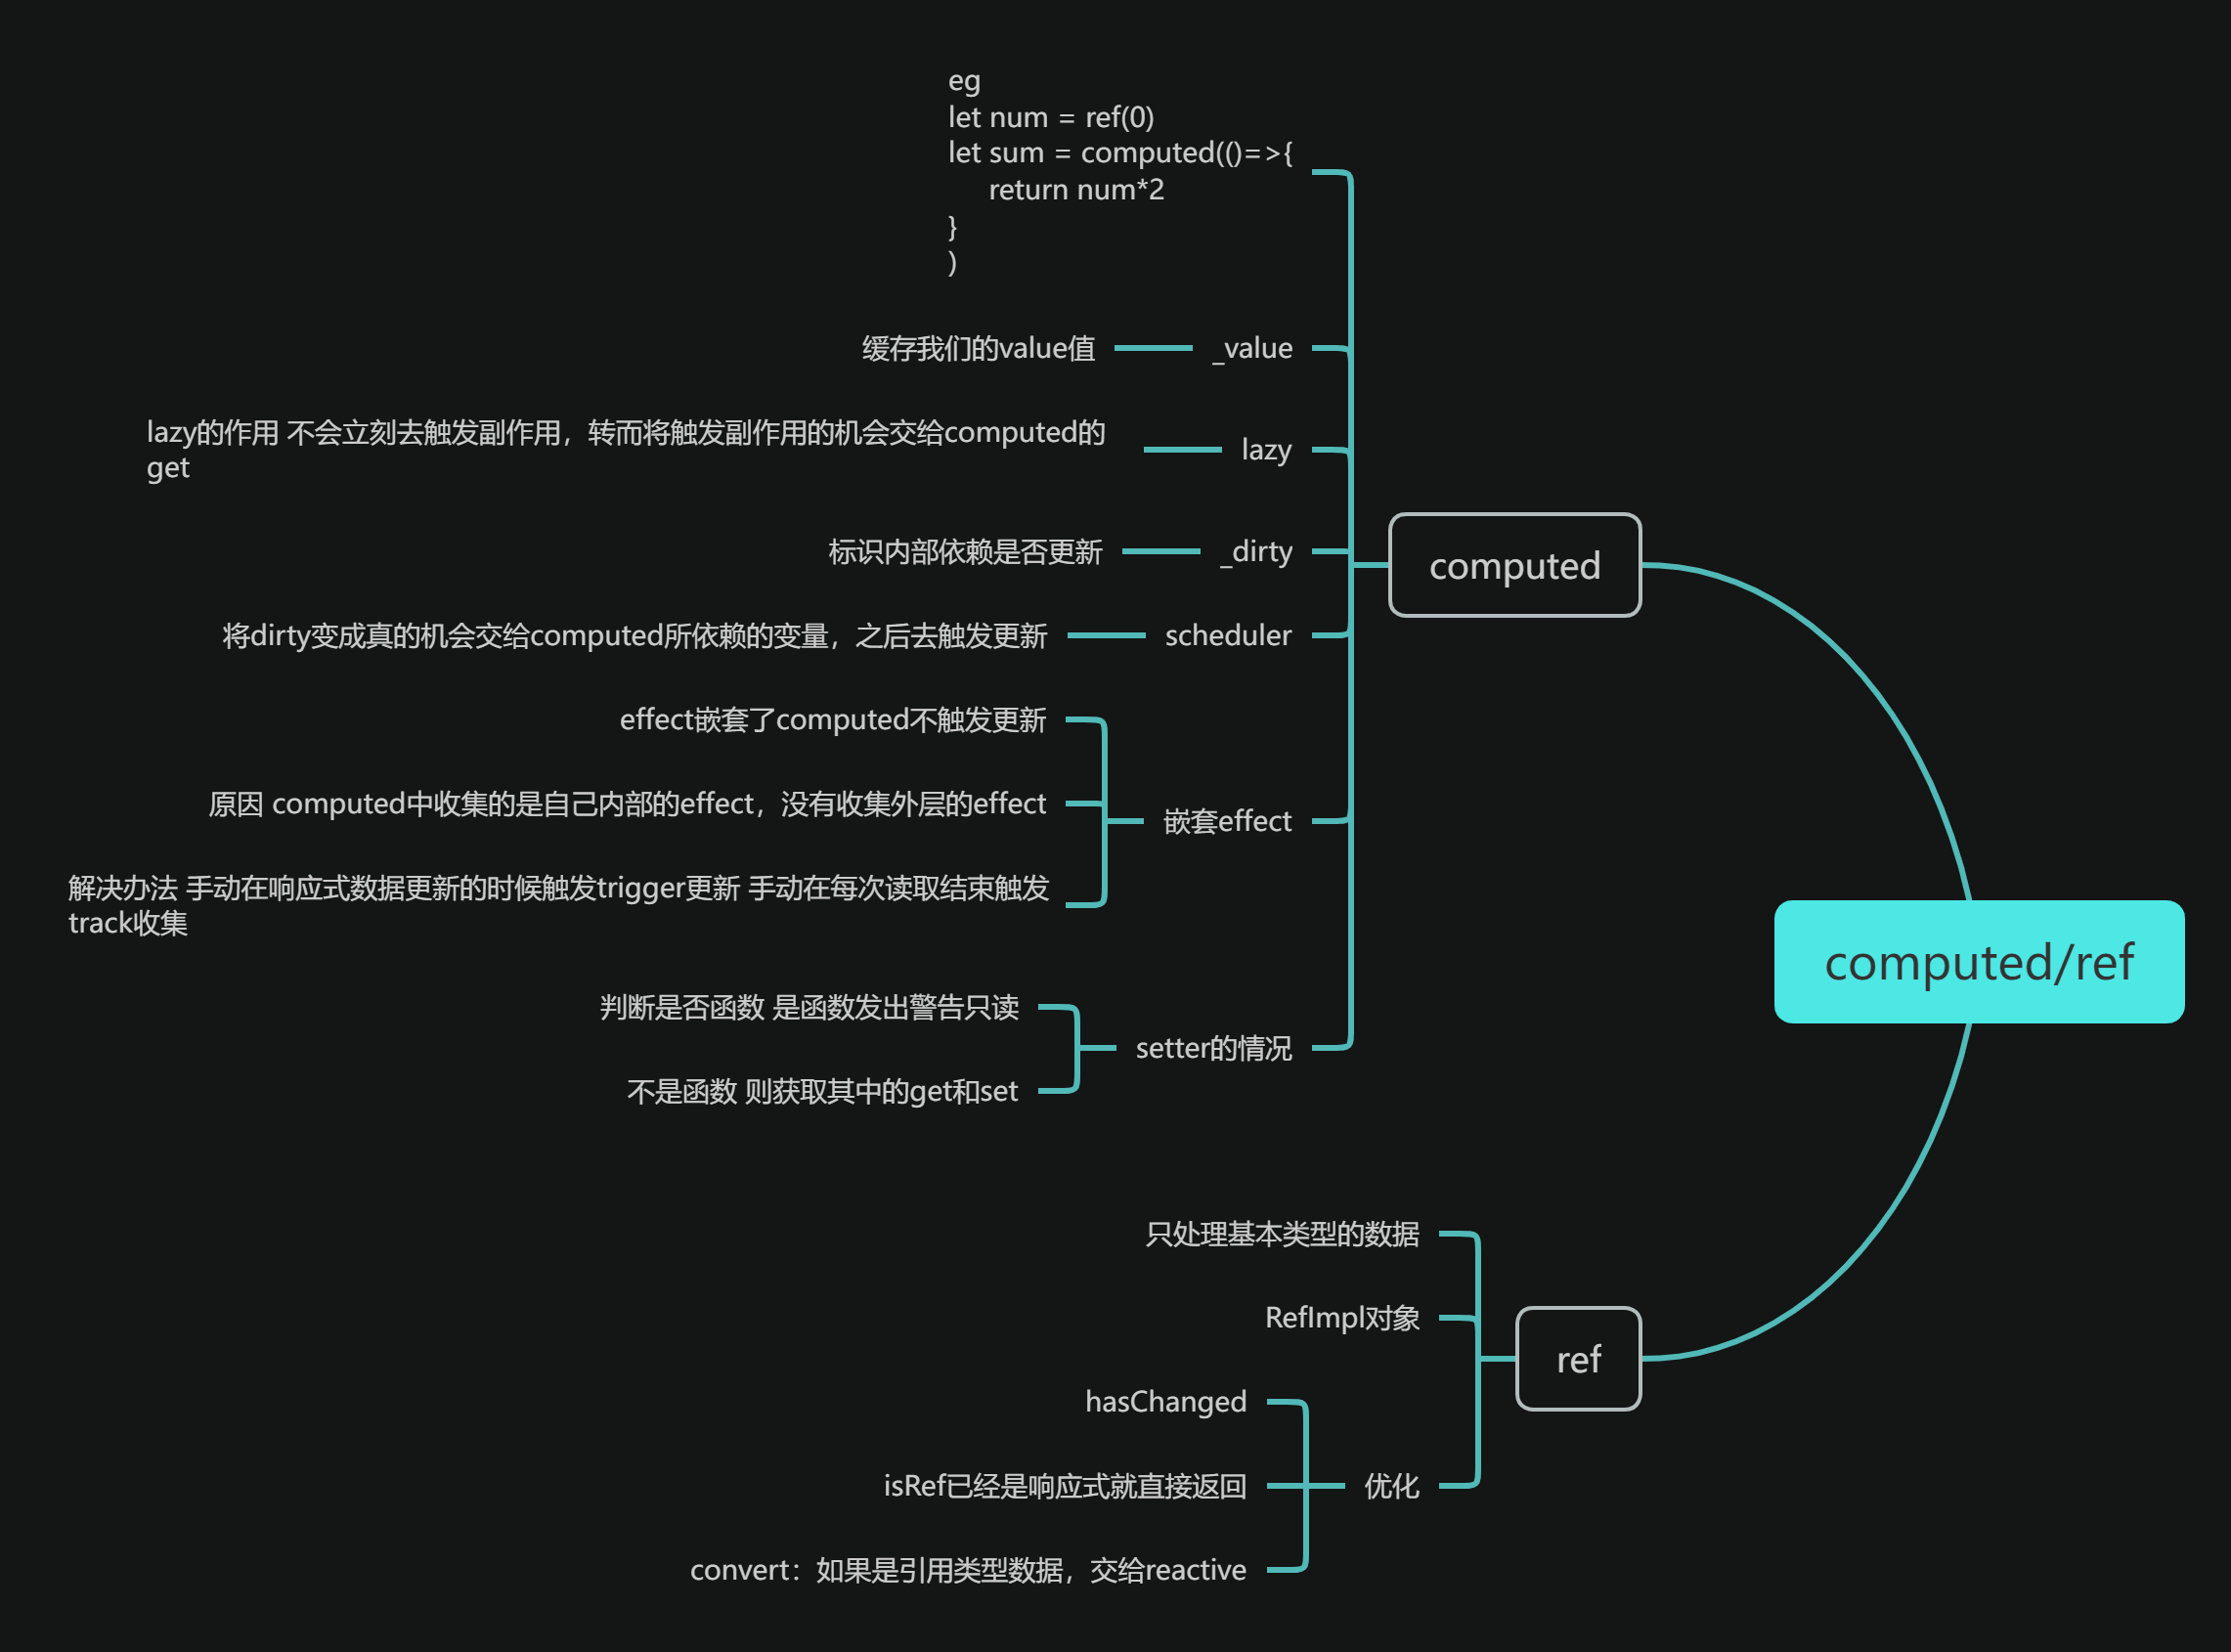 eg
let num = ref(0)
let sum = computed(()=>{
return num*2
}
)
缓存我们的value值
_value
lazy的作用 不会立刻去触发副作用，转而将触发副作用的机会交给computed的
get
lazy
标识内部依赖是否更新
_dirty
computed
将dirty变成真的机会交给computed所依赖的变量，之后去触发更新
scheduler
effect嵌套了computed不触发更新
原因 computed中收集的是自己内部的effect，没有收集外层的effect
嵌套effect
解决办法 手动在响应式数据更新的时候触发trigger更新 手动在每次读取结束触发
track收集
computed/ref
判断是否函数 是函数发出警告只读
setter的情况
不是函数 则获取其中的get和set
只处理基本类型的数据
RefImpl对象
ref
hasChanged
isRef已经是响应式就直接返回
优化
convert：如果是引用类型数据，交给reactive